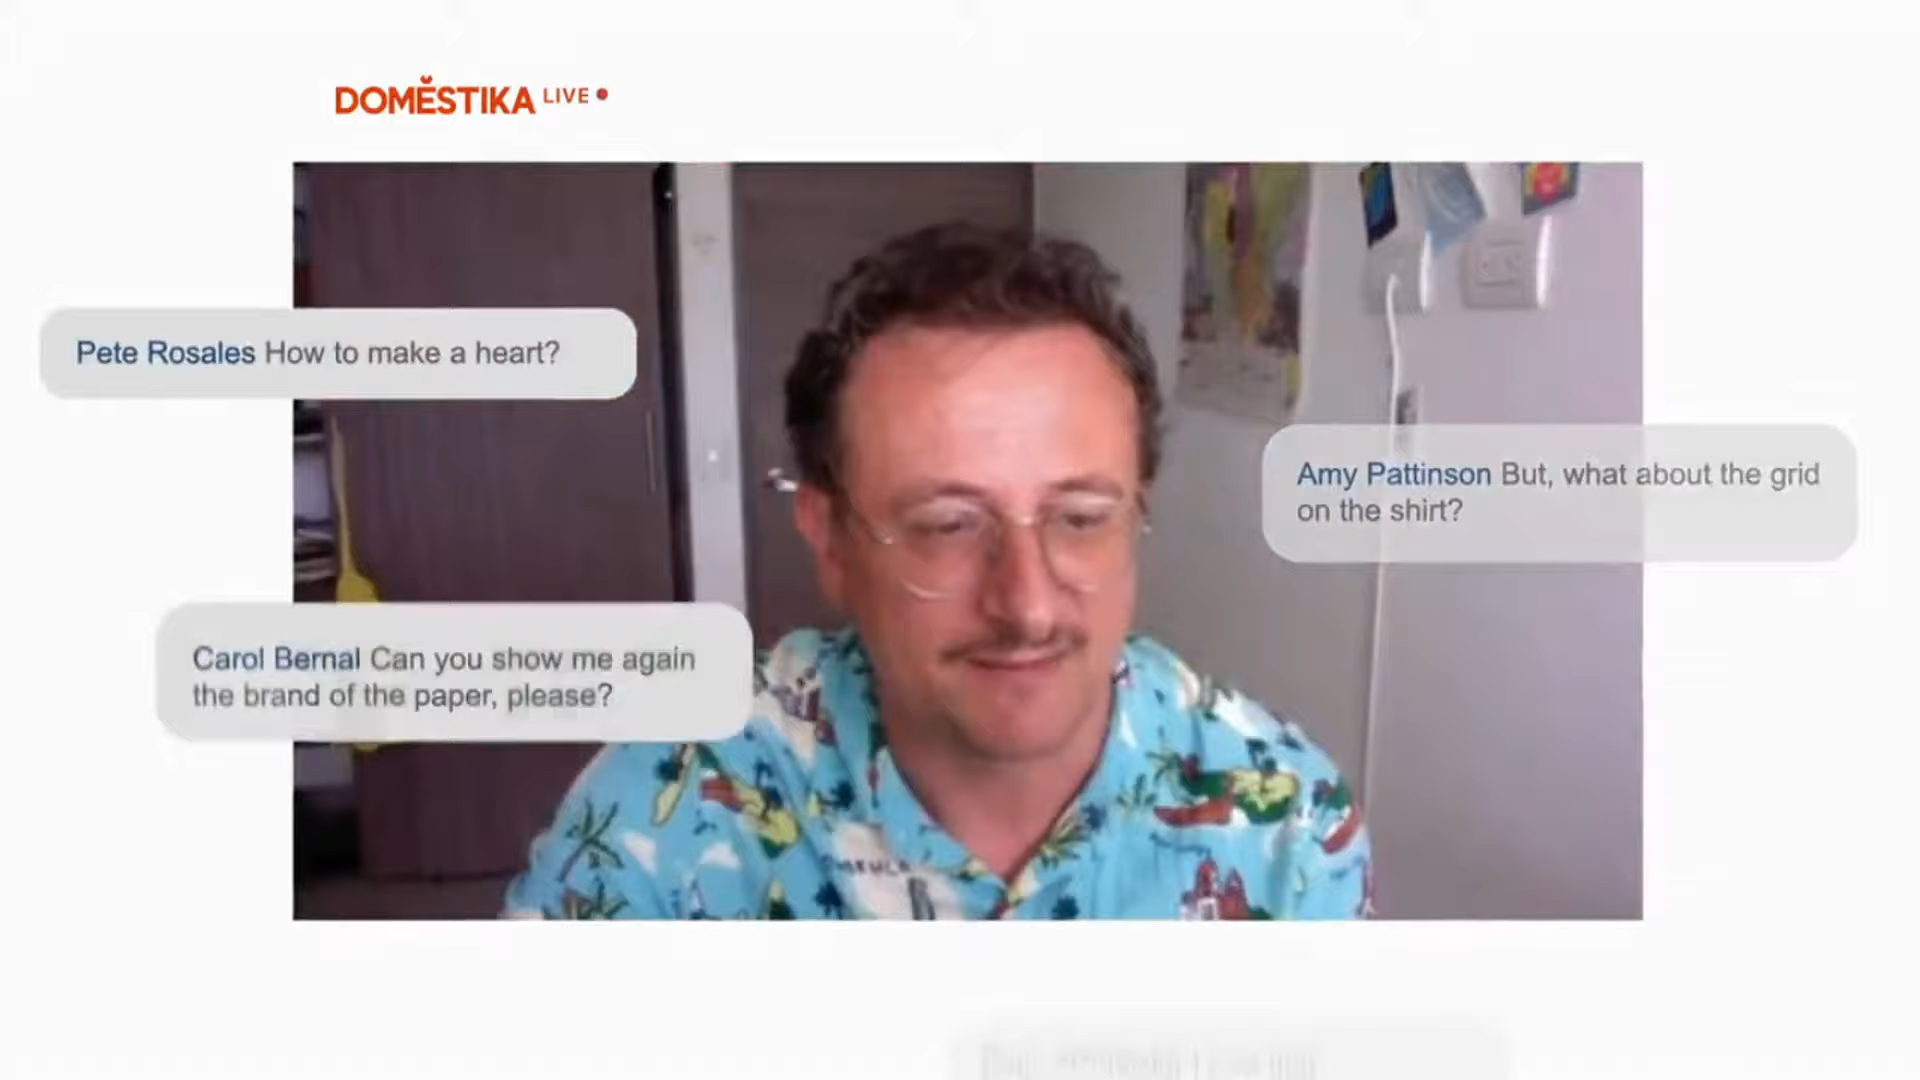 DOMĔSTIKA LIVE
Pete Rosales How to make a heart?
Amy Pattinson But, what about the grid
on the shirt?
Carol Bernal Can you show me again
the brand of the paper, please?